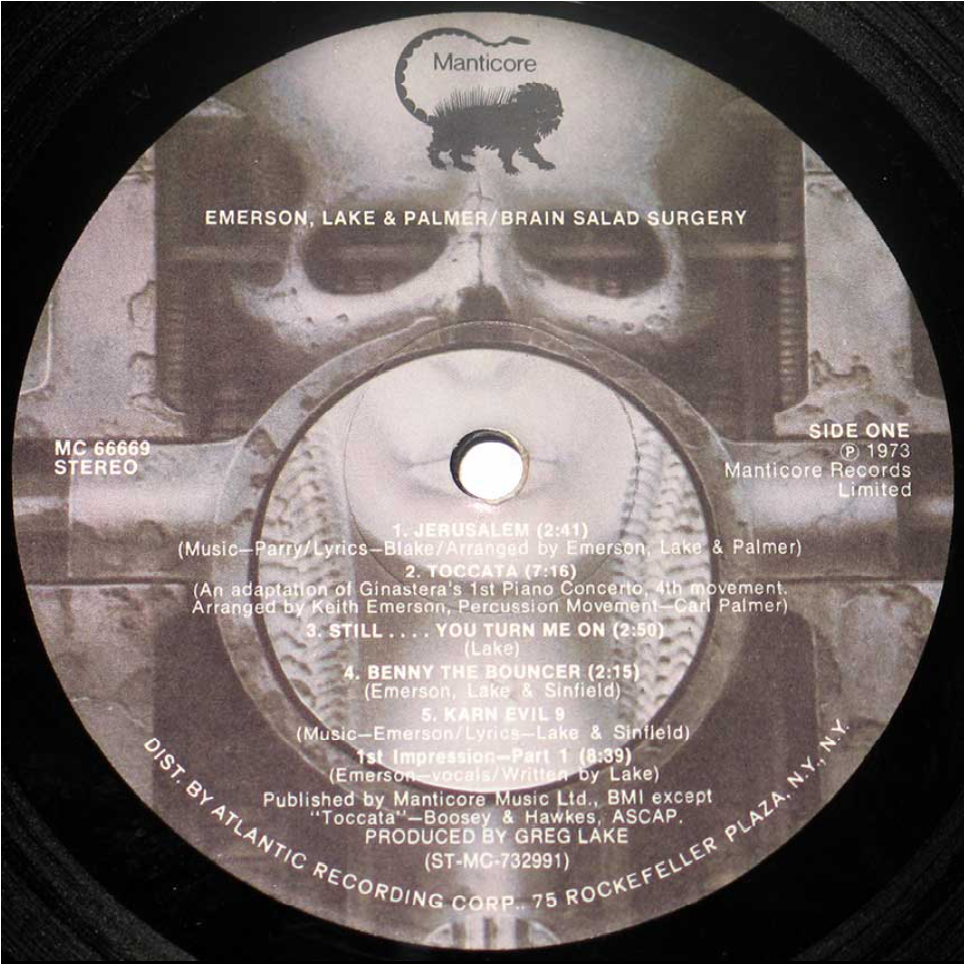 Manticore
EMERSON, LAKE & PALMER/BRAIN SALAD SURGERY
MC 66669
STEREO
SIDE ONE
Ⓟ 1973
Manticore Records
Limited
1. JERUSALEM (2:41)
(Music—Parry/Lyrics—Blake/Arranged by Emerson, Lake & Palmer)
2. TOCCATA (7:16)
(An adaptation of Ginastera's 1st Piano Concerto, 4th movement.
Arranged by Keith Emerson, Percussion Movement—Carl Palmer)
3. STILL . . . . YOU TURN ME ON (2:50)
(Lake)
4. BENNY THE BOUNCER (2:15)
(Emerson, Lake & Sinfield)
5. KARN EVIL 9
(Music—Emerson/Lyrics—Lake & Sinfield)
1st Impression—Part 1 (8:39)
(Emerson—vocals/Written by Lake)
Published by Manticore Music Ltd., BMI except
"Toccata"—Boosey & Hawkes, ASCAP.
PRODUCED BY GREG LAKE
(ST-MC-732991)
DIST. BY ATLANTIC RECORDING CORP., 75 ROCKEFELLER PLAZA, N.Y., N.Y.